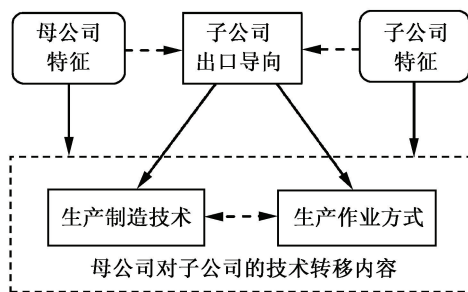 母公司
特征
子公司
出口导向
子公司
特征
生产制造技术
生产作业方式
母公司对子公司的技术转移内容